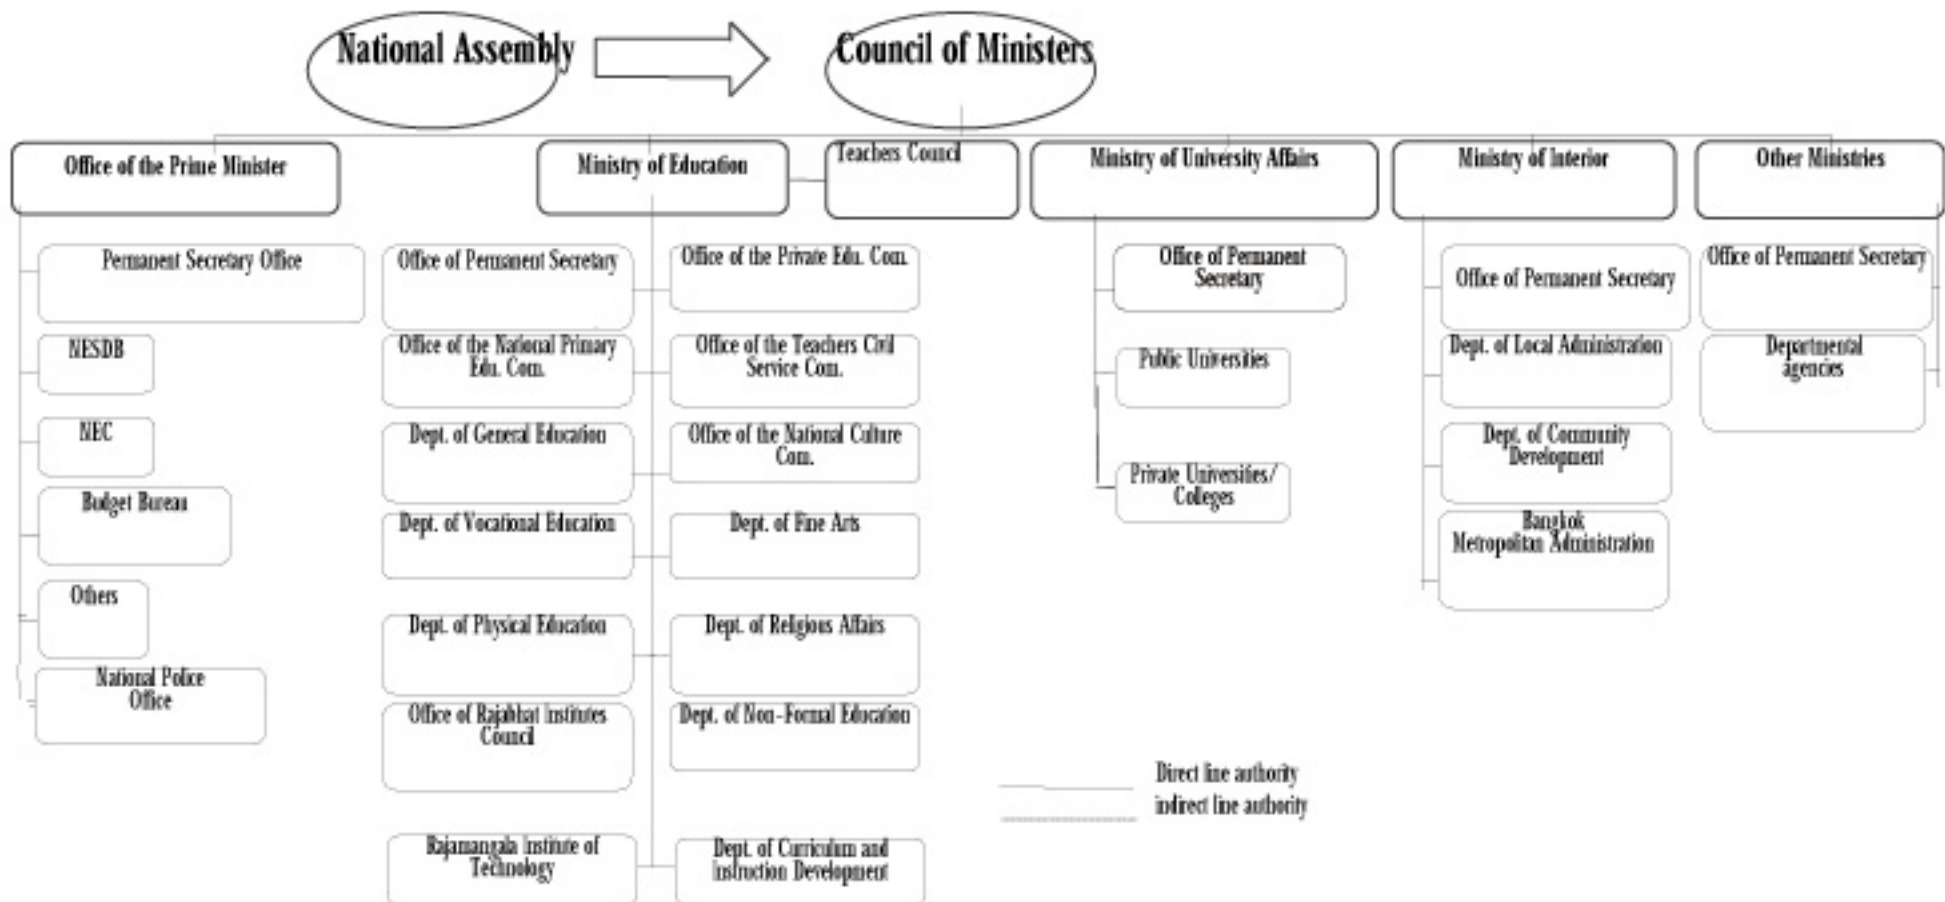 National Assembly
Council of Ministers
Office of the Prime Minister
Ministry of Education
Teachers Council
Ministry of University Affairs
Ministry of Interior
Other Ministries
Permanent Secretary Office
NESDB
NEC
Budget Bureau
Others
National Police
Office
Office of Permanent Secretary
Office of the National Primary
Edu. Com.
Dept. of General Education
Dept. of Vocational Education
Dept. of Physical Education
Office of Rajabhat Institutes
Council
Rajamangala Institute of
Technology
Office of the Private Edu. Com.
Office of the Teachers Civil
Service Com.
Office of the National Culture
Com.
Dept. of Fine Arts
Dept. of Religious Affairs
Dept. of Non-Formal Education
Dept. of Curriculum and
Instruction Development
Office of Permanent
Secretary
Public Universities
Private Universities/
Colleges
Office of Permanent Secretary
Dept. of Local Administration
Dept. of Community
Development
Bangkok
Metropolitan Administration
Office of Permanent Secretary
Departmental
agencies
Direct line authority
indirect line authority